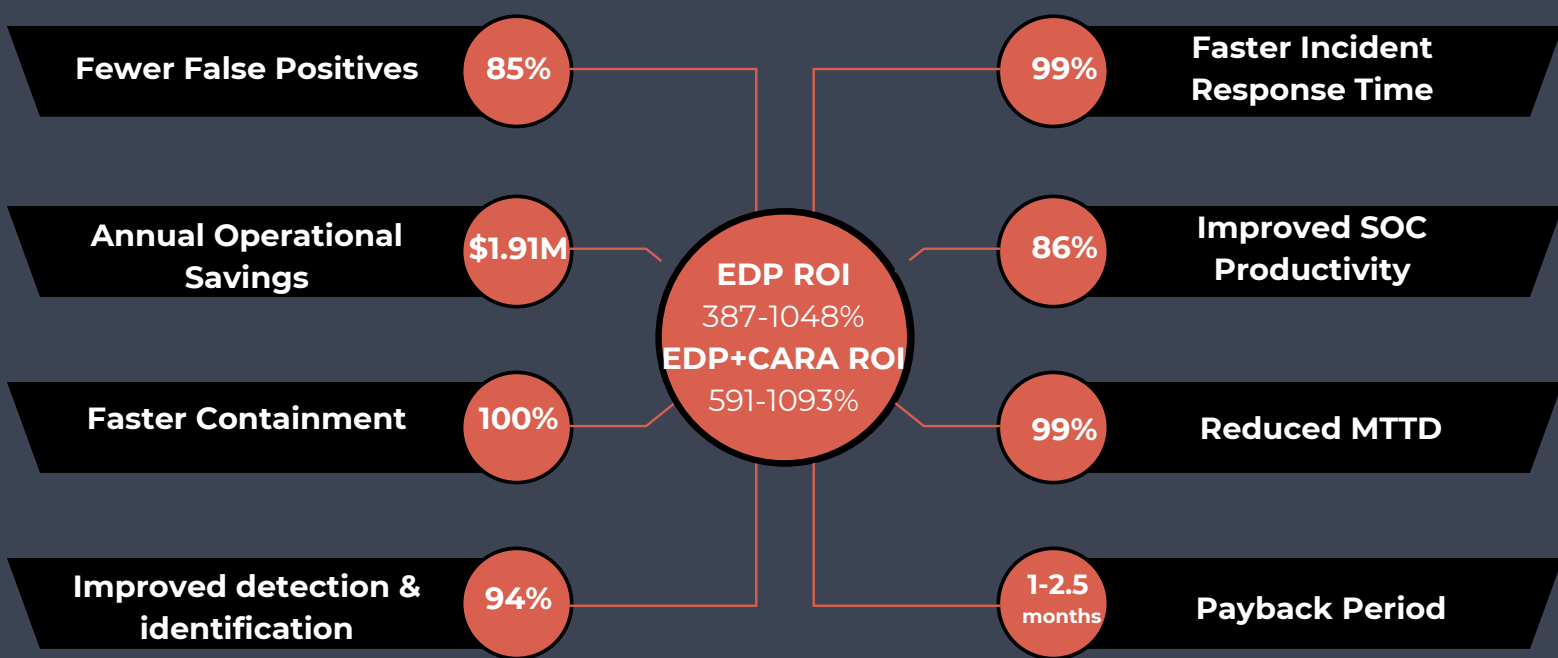 Fewer False Positives
85%
Annual Operational
Savings
$1.91M
Faster Containment
100%
Improved detection &
identification
94%
EDP ROI
387-1048%
EDP+CARA ROI
591-1093%
99%
Faster Incident
Response Time
86%
Improved SOC
Productivity
99%
Reduced MTTD
1-2.5
months
Payback Period